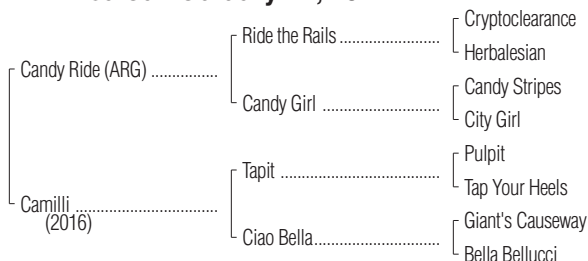 Cryptoclearance
Ride the Rails
Herbalesian
Candy Ride (ARG)
Candy Stripes
Candy Girl
City Girl
Pulpit
Tapit
Tap Your Heels
Camilli
(2016)
Giant's Causeway
Ciao Bella
Bella Bellucci